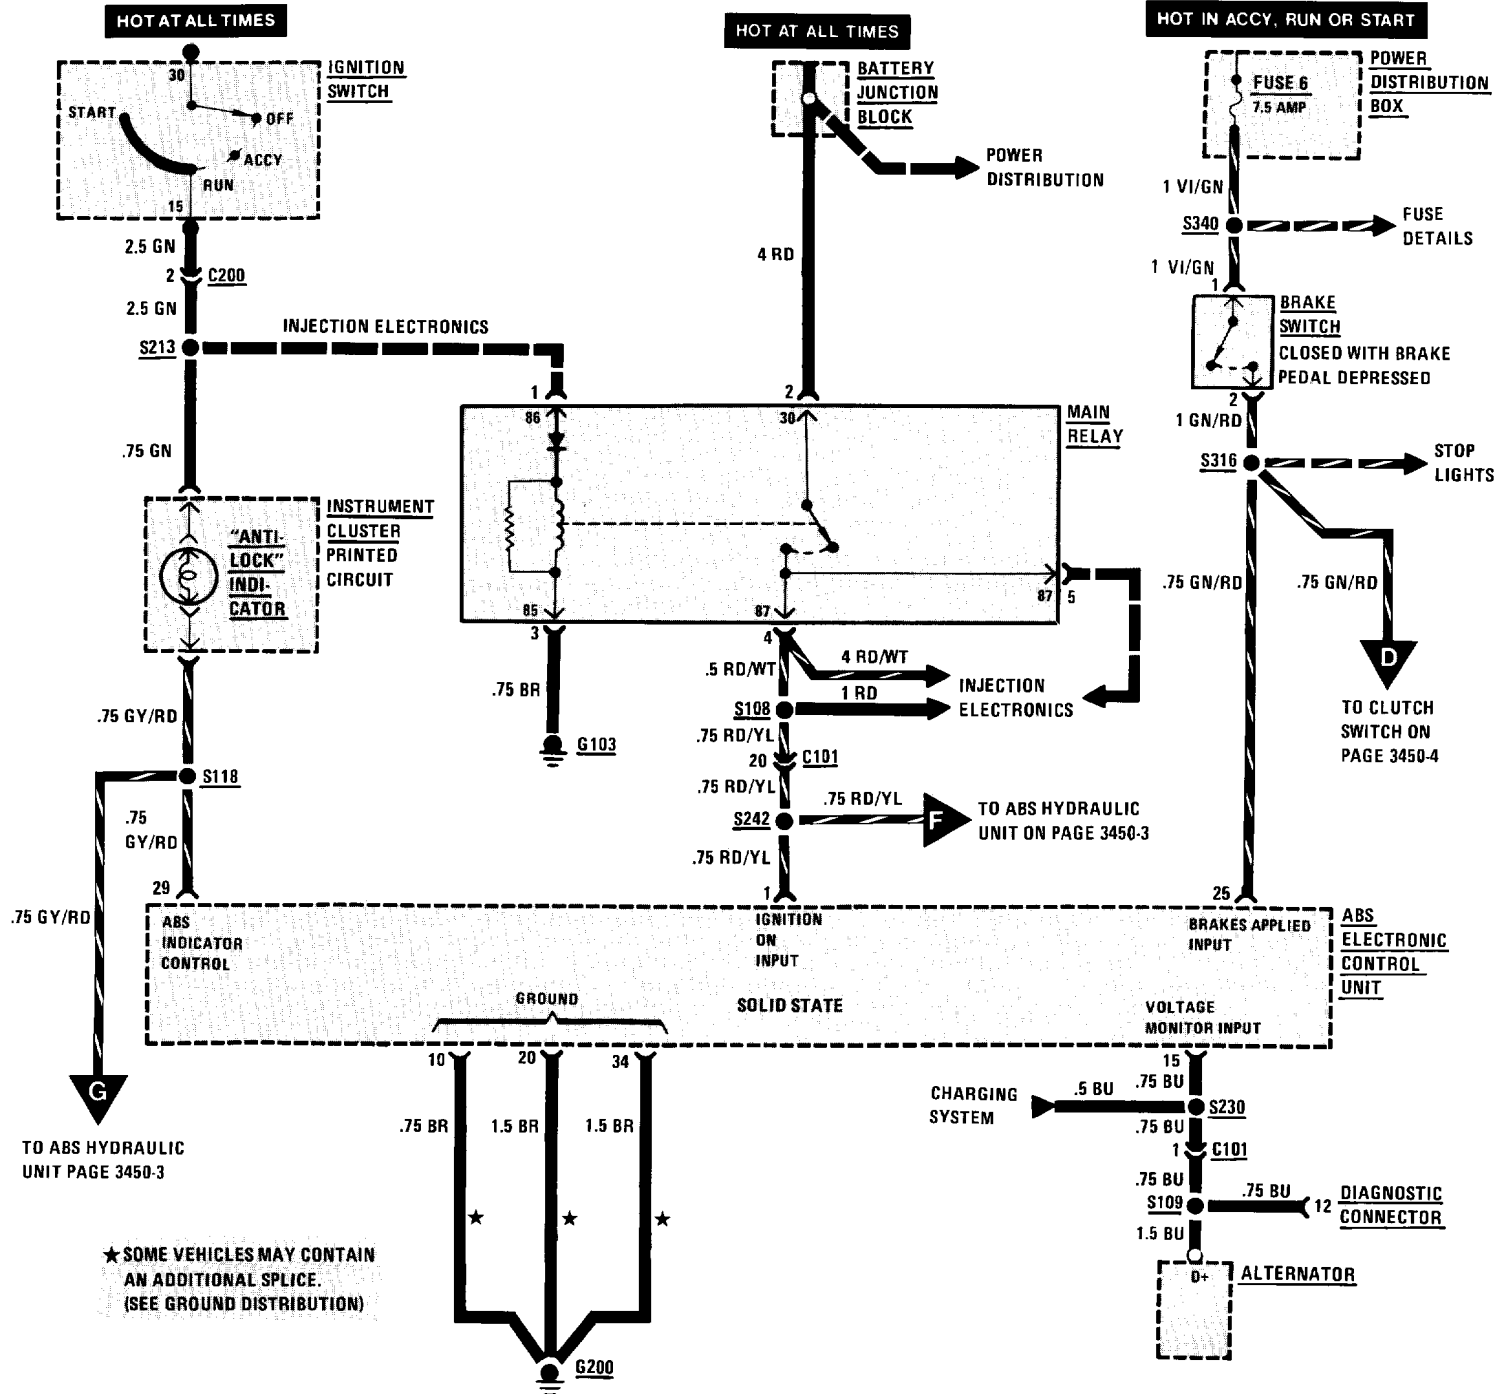 HOT AT ALL TIMES
HOT AT ALL TIMES
HOT IN ACCY, RUN OR START
30
START
OFF
ACCY
RUN
15
IGNITION
SWITCH
BATTERY
JUNCTION
BLOCK
POWER
DISTRIBUTION
FUSE 6
7.5 AMP
POWER
DISTRIBUTION
BOX
2.5 GN
2
C200
2.5 GN
S213
INJECTION ELECTRONICS
.75 GN
4 RD
1 VI/GN
S340
FUSE
DETAILS
1 VI/GN
1
BRAKE
SWITCH
CLOSED WITH BRAKE
PEDAL DEPRESSED
2
1 GN/RD
S316
STOP
LIGHTS
.75 GN/RD
.75 GN/RD
D
TO CLUTCH
SWITCH ON
PAGE 3450-4
1
86
2
30
MAIN
RELAY
85
3
87
4
87
5
"ANTI-
LOCK"
INDI-
CATOR
INSTRUMENT
CLUSTER
PRINTED
CIRCUIT
.75 BR
G103
.5 RD/WT
4 RD/WT
1 RD
INJECTION
ELECTRONICS
S108
.75 RD/YL
20
C101
.75 RD/YL
S242
.75 RD/YL
F
TO ABS HYDRAULIC
UNIT ON PAGE 3450-3
.75 RD/YL
1
.75 GY/RD
S118
.75
GY/RD
29
.75 GY/RD
G
TO ABS HYDRAULIC
UNIT PAGE 3450-3
25
ABS
INDICATOR
CONTROL
IGNITION
ON
INPUT
BRAKES APPLIED
INPUT
ABS
ELECTRONIC
CONTROL
UNIT
GROUND
SOLID STATE
VOLTAGE
MONITOR INPUT
10
20
34
15
.75 BR
1.5 BR
1.5 BR
★
★
★
CHARGING
SYSTEM
.5 BU
.75 BU
S230
.75 BU
1
C101
.75 BU
S109
.75 BU
12
DIAGNOSTIC
CONNECTOR
1.5 BU
D+
ALTERNATOR
★SOME VEHICLES MAY CONTAIN
AN ADDITIONAL SPLICE.
(SEE GROUND DISTRIBUTION)
G200